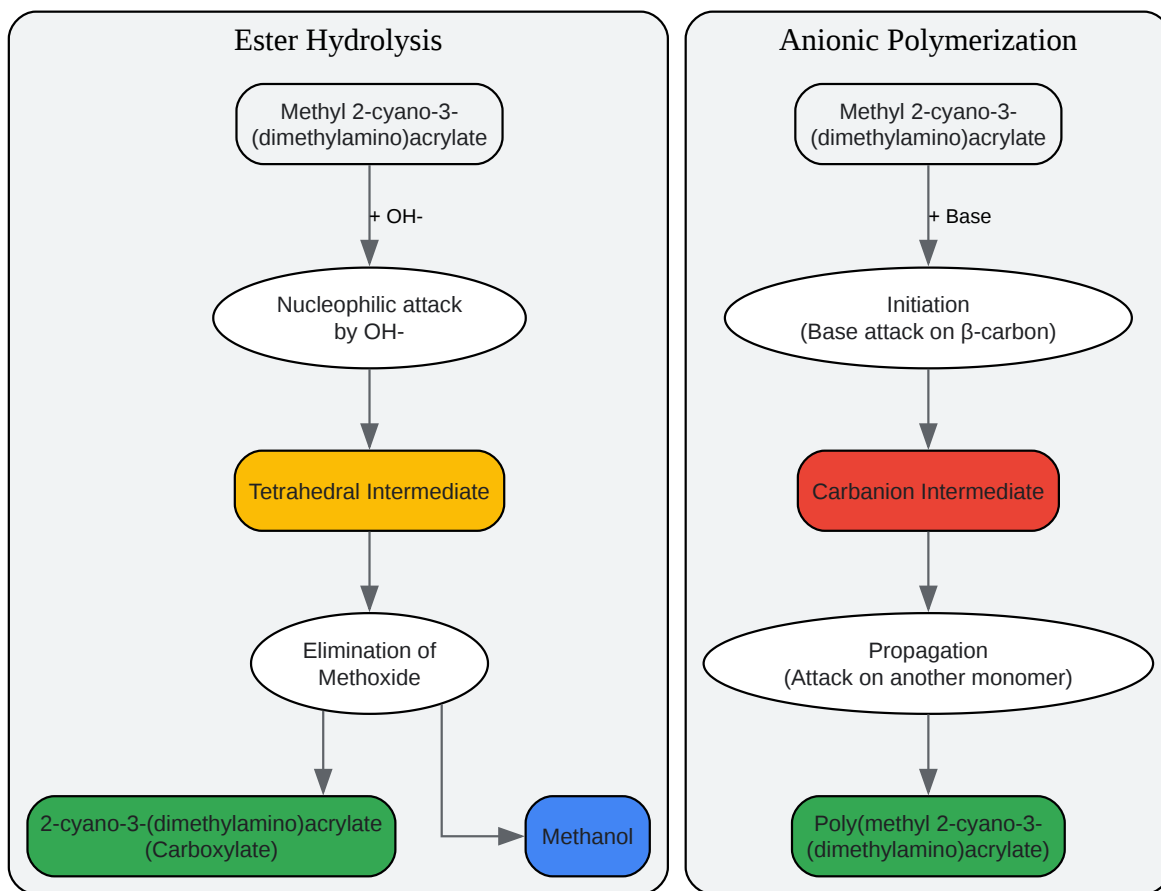 Ester Hydrolysis
Methyl 2-cyano-3-
(dimethylamino)acrylate
+ OH-
Nucleophilic attack
by OH-
Tetrahedral Intermediate
Elimination of
Methoxide
2-cyano-3-(dimethylamino)acrylate
(Carboxylate)
Methanol
Anionic Polymerization
Methyl 2-cyano-3-
(dimethylamino)acrylate
+ Base
Initiation
(Base attack on β-carbon)
Carbanion Intermediate
Propagation
(Attack on another monomer)
Poly(methyl 2-cyano-3-
(dimethylamino)acrylate)